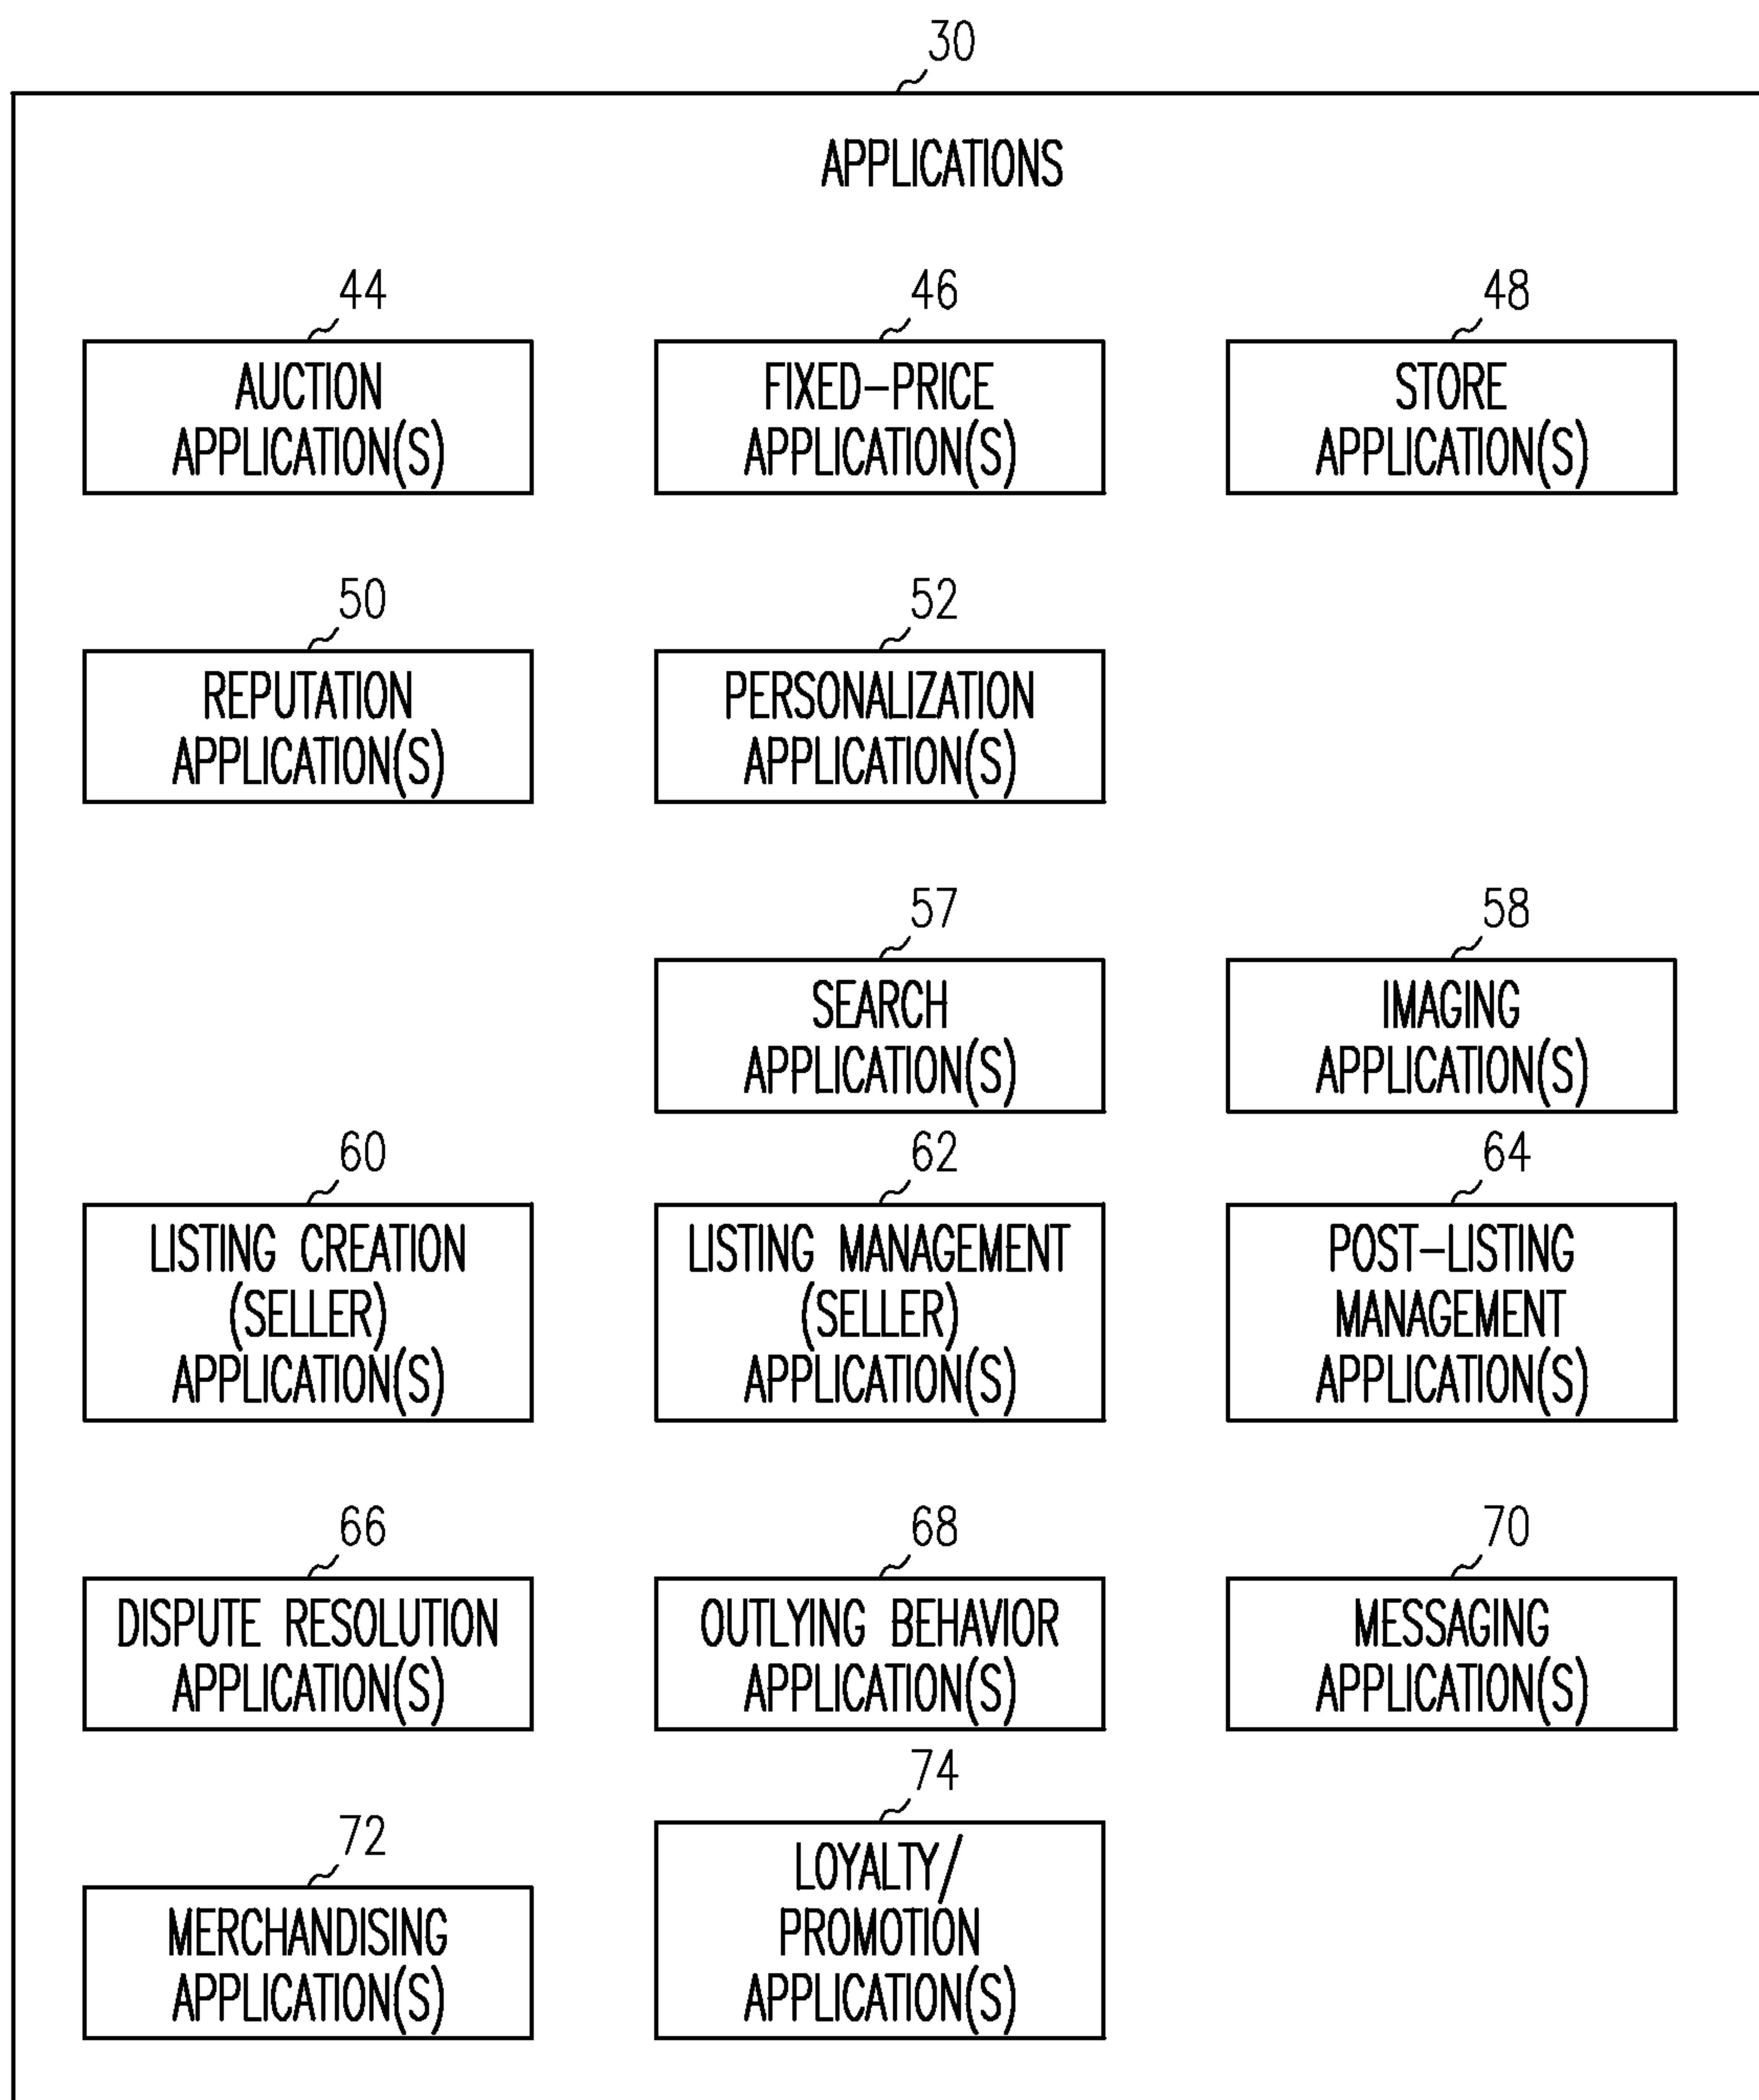 30
APPLICATIONS
44
AUCTION
APPLICATION(S)
46
FIXED-PRICE
APPLICATION(S)
48
STORE
APPLICATION(S)
50
REPUTATION
APPLICATION(S)
52
PERSONALIZATION
APPLICATION(S)
57
SEARCH
APPLICATION(S)
58
IMAGING
APPLICATION(S)
60
LISTING CREATION
(SELLER)
APPLICATION(S)
62
LISTING MANAGEMENT
(SELLER)
APPLICATION(S)
64
POST-LISTING
MANAGEMENT
APPLICATION(S)
66
DISPUTE RESOLUTION
APPLICATION(S)
68
OUTLYING BEHAVIOR
APPLICATION(S)
70
MESSAGING
APPLICATION(S)
72
MERCHANDISING
APPLICATION(S)
74
LOYALTY/
PROMOTION
APPLICATION(S)